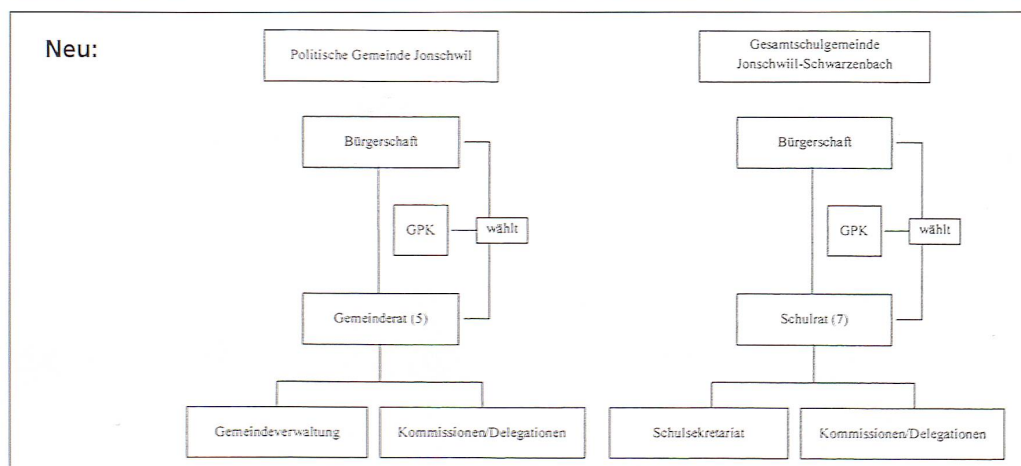 Neu:
Politische Gemeinde Jonschwil
Gesamtschulgemeinde
Jonschwiil-Schwarzenbach
Bürgerschaft
Bürgerschaft
GPK
wählt
GPK
wählt
Gemeinderat (5)
Schulrat (7)
Gemeindeverwaltung
Kommissionen/Delegationen
Schulsekretariat
Kommissionen/Delegationen